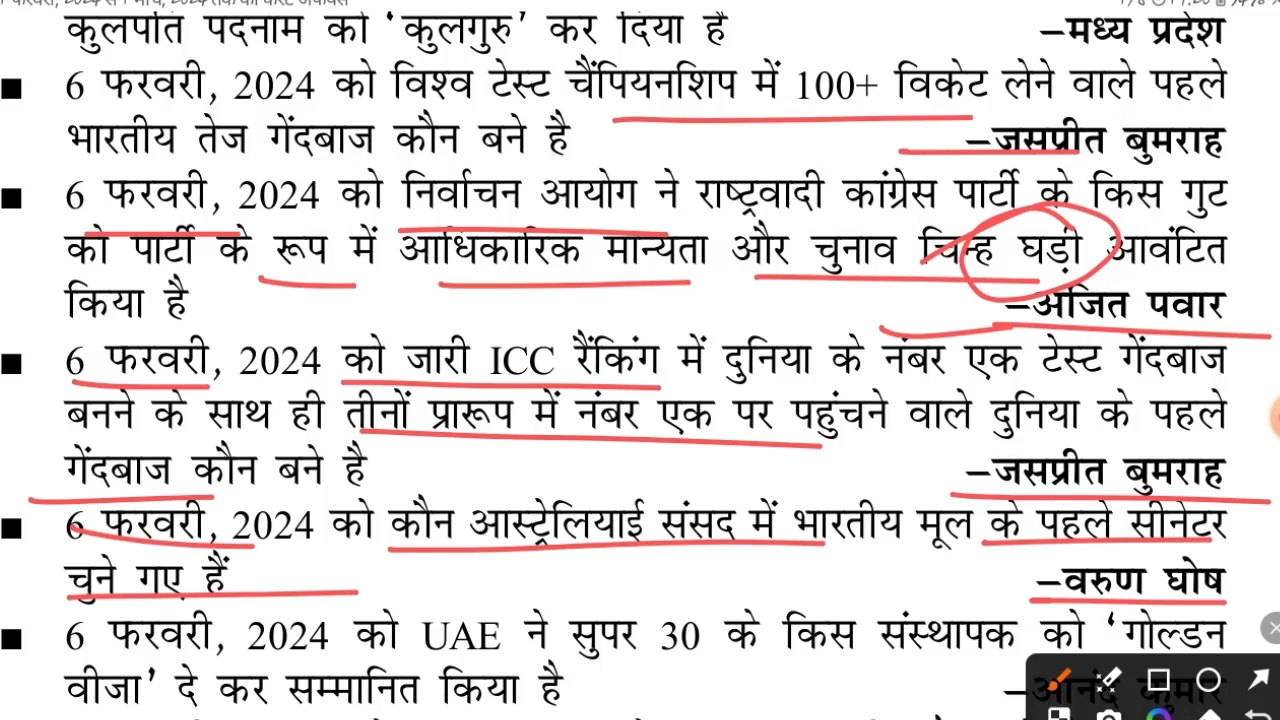 कुलपति पदनाम को ‘कुलगुरु’ कर दिया है –मध्य प्रदेश
■ 6 फरवरी, 2024 को विश्व टेस्ट चैंपियनशिप में 100+ विकेट लेने वाले पहले
भारतीय तेज गेंदबाज कौन बने है –जसप्रीत बुमराह
■ 6 फरवरी, 2024 को निर्वाचन आयोग ने राष्ट्रवादी कांग्रेस पार्टी के किस गुट
को पार्टी के रूप में आधिकारिक मान्यता और चुनाव चिन्ह घड़ी आवंटित
किया है –अजित पवार
■ 6 फरवरी, 2024 को जारी ICC रैंकिंग में दुनिया के नंबर एक टेस्ट गेंदबाज
बनने के साथ ही तीनों प्रारूप में नंबर एक पर पहुंचने वाले दुनिया के पहले
गेंदबाज कौन बने है –जसप्रीत बुमराह
■ 6 फरवरी, 2024 को कौन आस्ट्रेलियाई संसद में भारतीय मूल के पहले सीनेटर
चुने गए हैं –वरुण घोष
■ 6 फरवरी, 2024 को UAE ने सुपर 30 के किस संस्थापक को ‘गोल्डन
वीजा’ दे कर सम्मानित किया है –आनंद कुमार